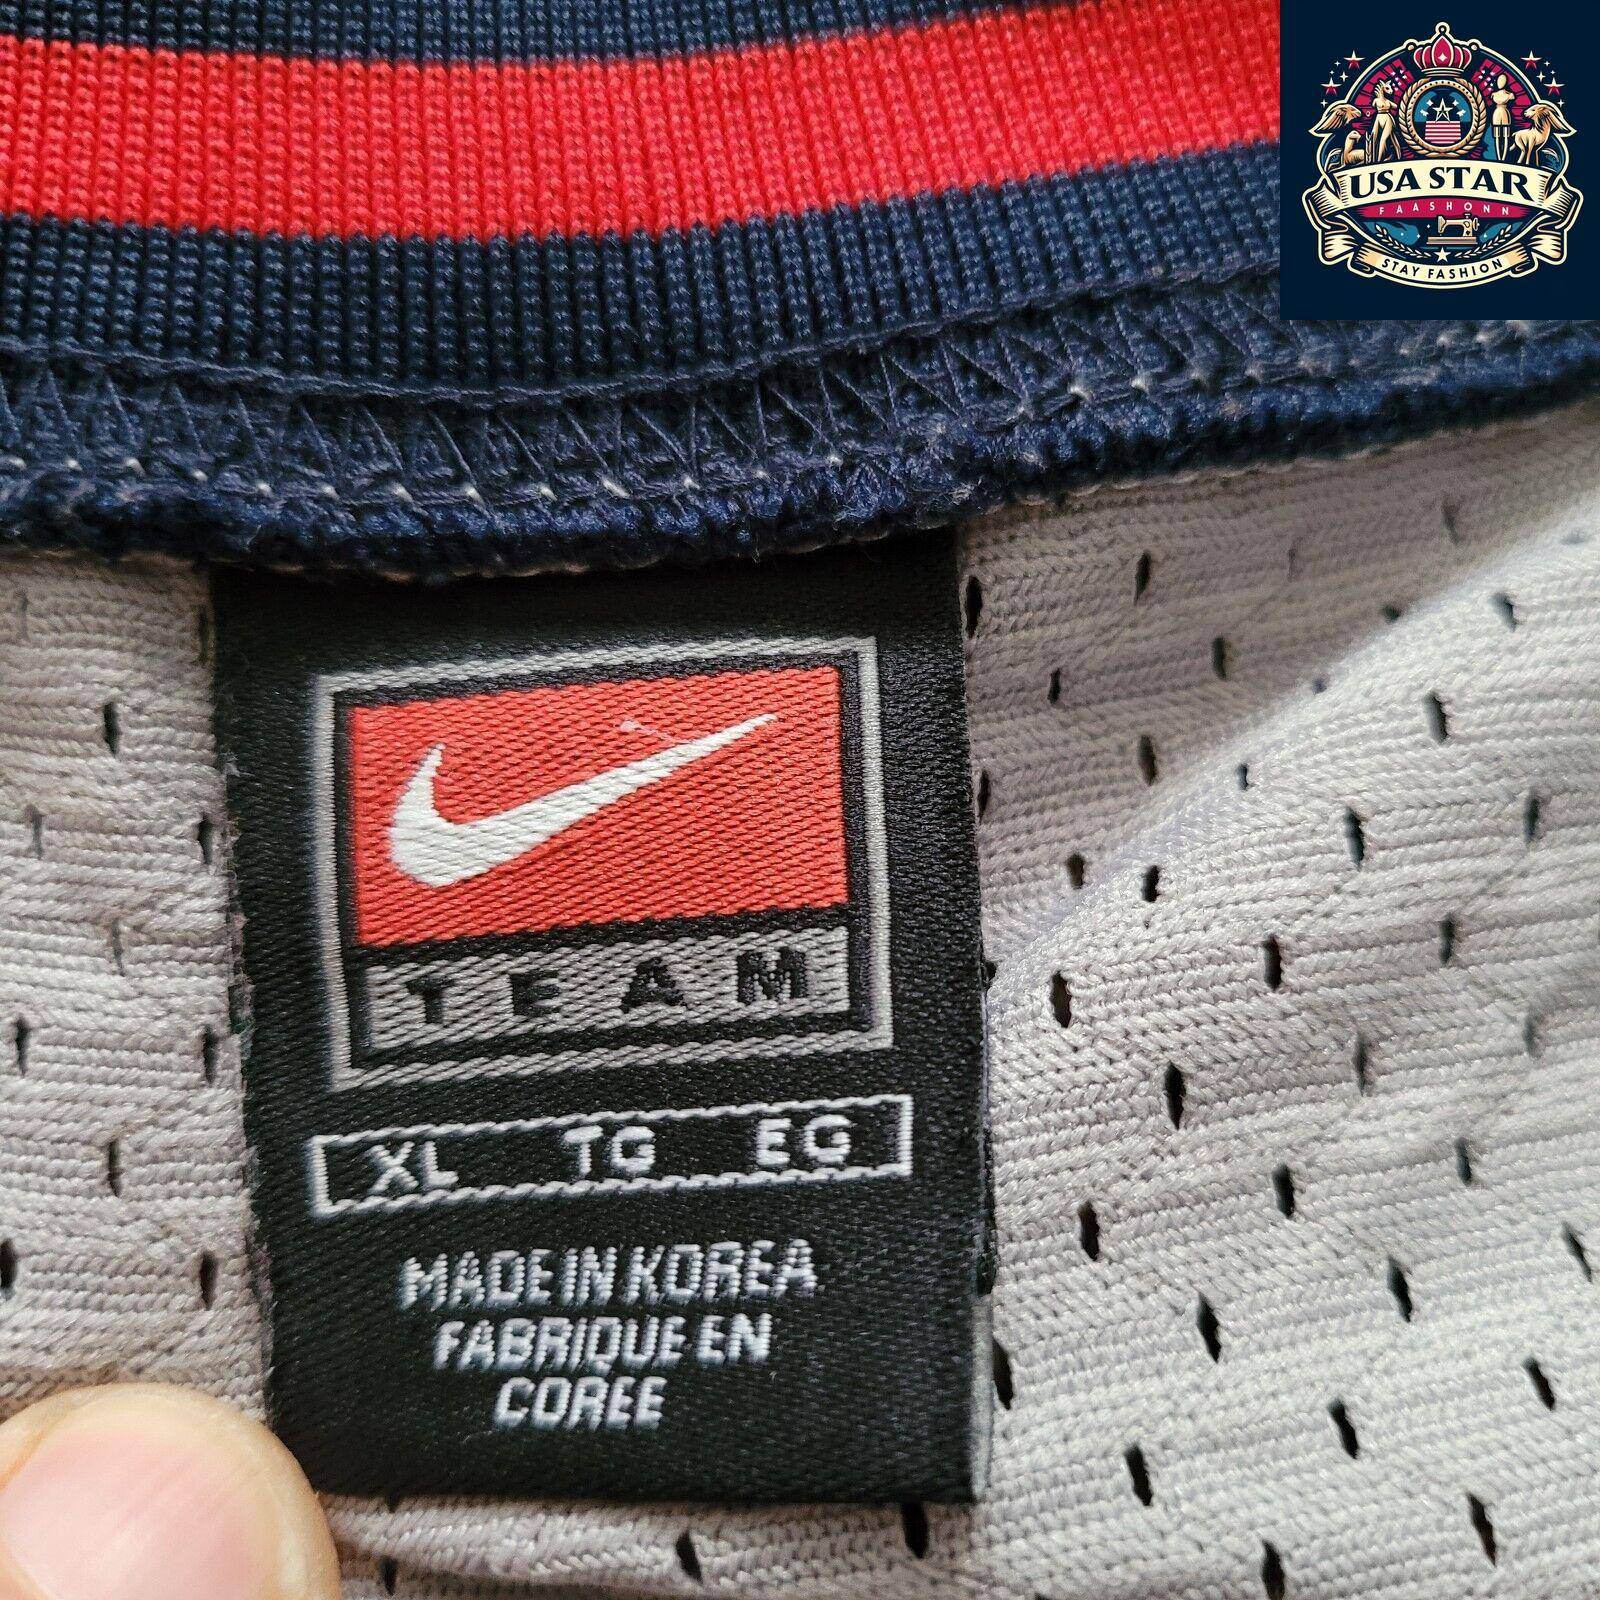 USA STAR
FAASHONN
STAY FASHION
TEAM
XL TG EG
MADE IN KOREA
FABRIQUE EN
COREE